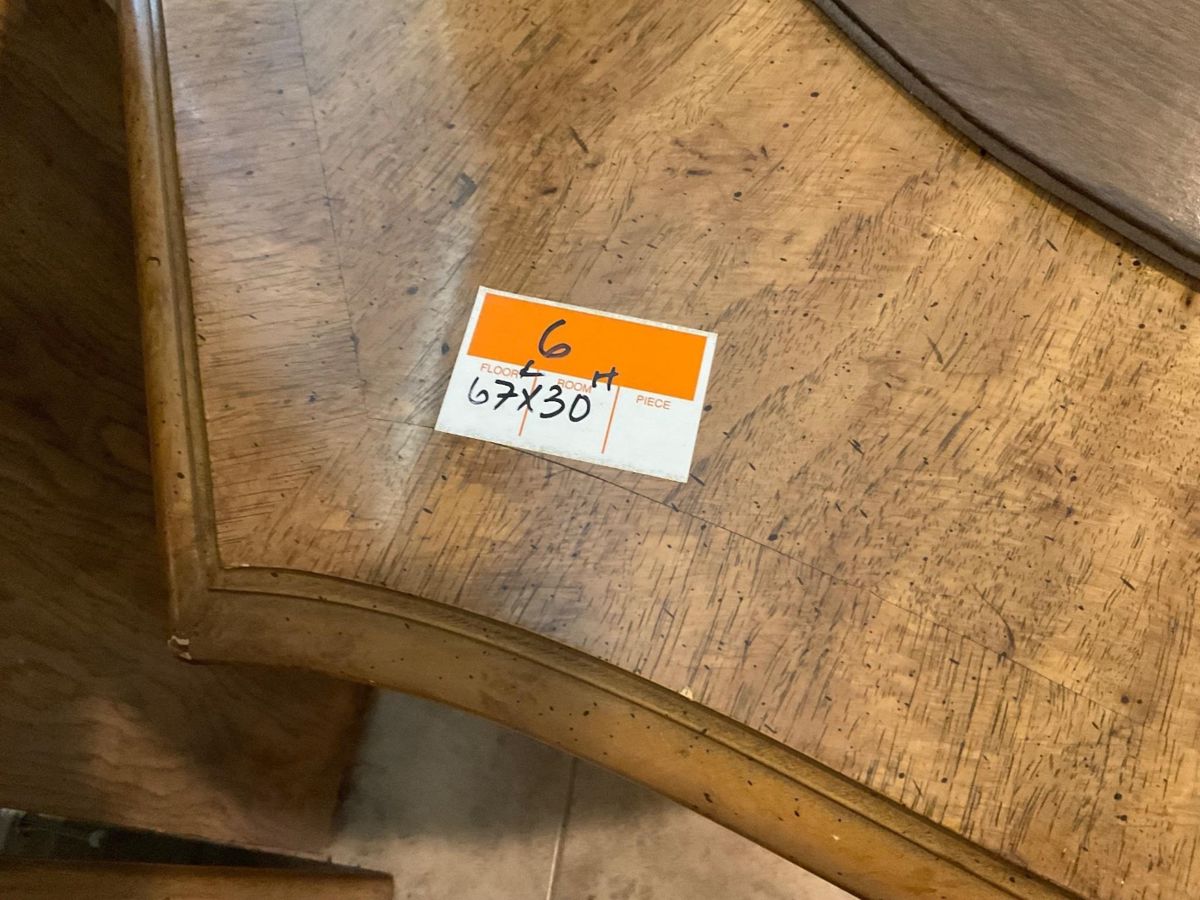 6
L H
FLOOR ROOM PIECE
67X30